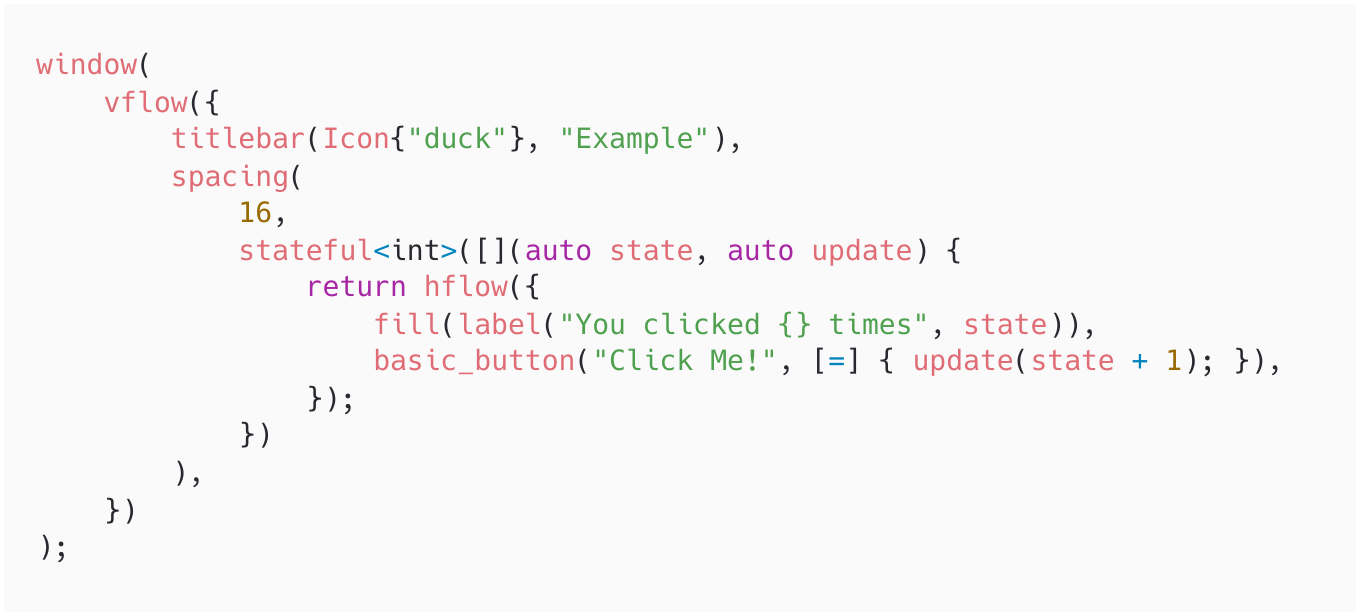 window(
    vflow({
        titlebar(Icon{"duck"}, "Example"),
        spacing(
            16,
            stateful<int>([](auto state, auto update) {
                return hflow({
                    fill(label("You clicked {} times", state)),
                    basic_button("Click Me!", [=] { update(state + 1); }),
                });
            })
        ),
    })
);